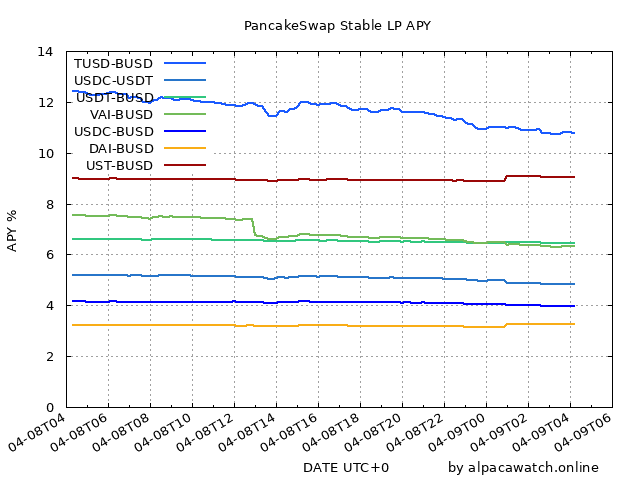 PancakeSwap Stable LP APY
14
12
10
8
6
4
2
0
APY %
TUSD-BUSD
USDC-USDT
USDT-BUSD
VAI-BUSD
USDC-BUSD
DAI-BUSD
UST-BUSD
04-08T04
04-08T06
04-08T08
04-08T10
04-08T12
04-08T14
04-08T16
04-08T18
04-08T20
04-08T22
04-09T00
04-09T02
04-09T04
04-09T06
DATE UTC+0
by alpacawatch.online